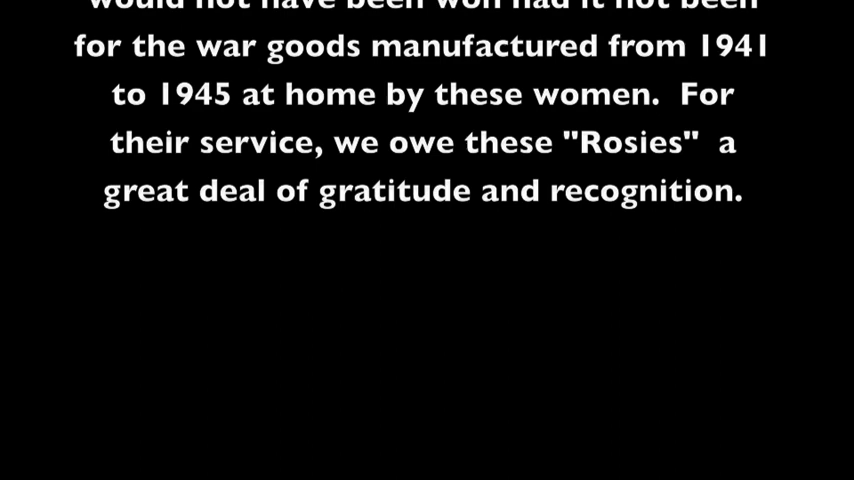 would not have been won had it not been
for the war goods manufactured from 1941
to 1945 at home by these women.  For
their service, we owe these "Rosies"  a
great deal of gratitude and recognition.